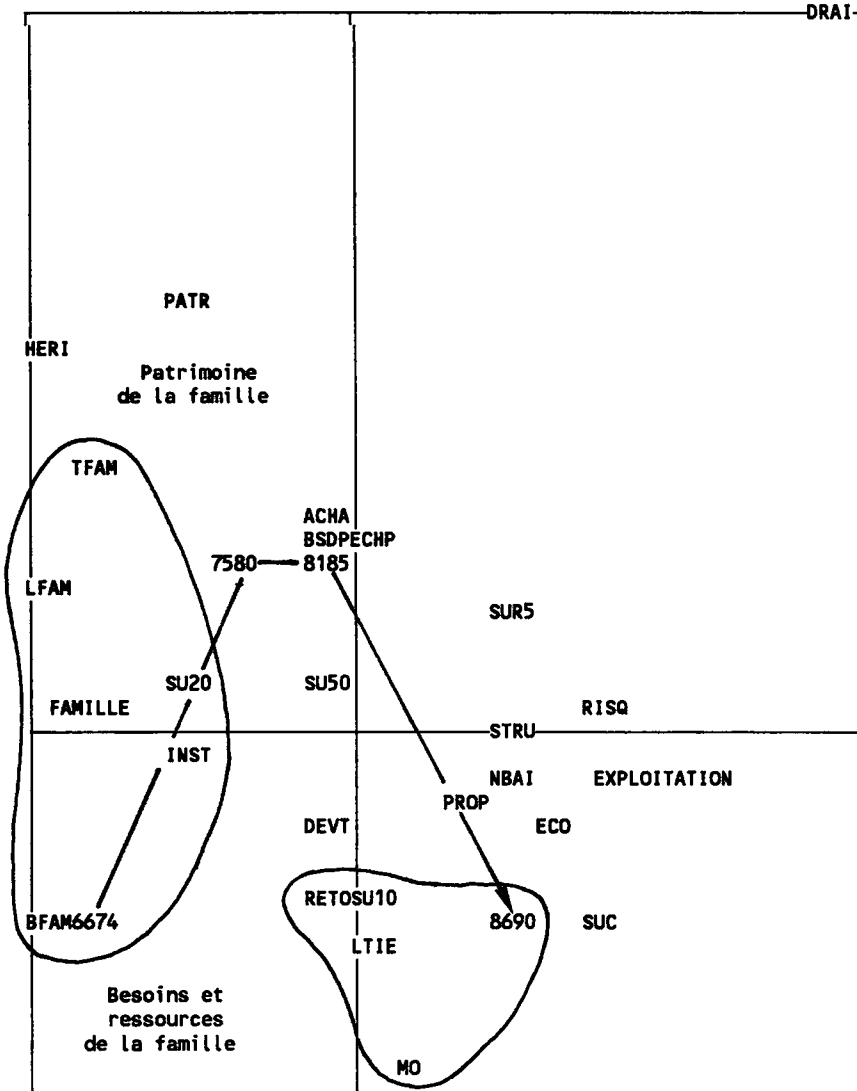 DRAI
PATR
HERI
Patrimoine
de la famille
TFAM
ACHA
BSDPECHP
7580 8185
LFAM
SUR5
SU20 SU50
FAMILLE RISQ
STRU
INST
NBAI EXPLOITATION
PROP
DEVT ECO
RETOSU10
BFAM6674 8690 SUC
LTIE
Besoins et
ressources
de la famille
MO